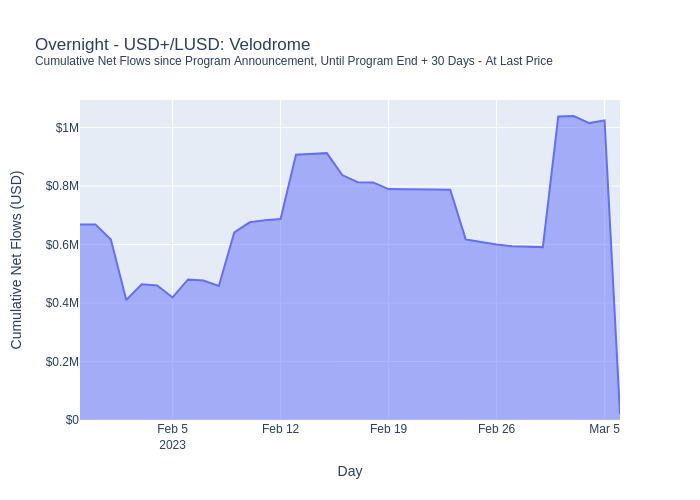 Overnight - USD+/LUSD: Velodrome
Cumulative Net Flows since Program Announcement, Until Program End + 30 Days - At Last Price
Cumulative Net Flows (USD)
$1M
$0.8M
$0.6M
$0.4M
$0.2M
$0
Feb 5
2023
Feb 12
Feb 19
Feb 26
Mar 5
Day